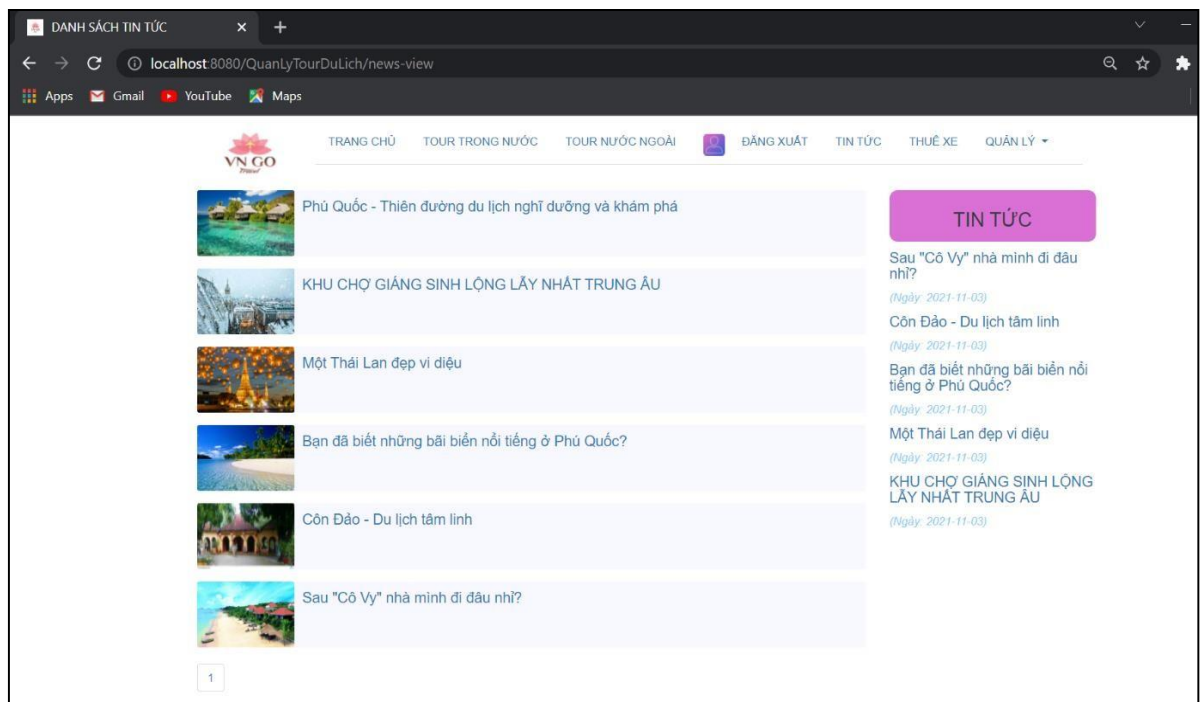 DANH SÁCH TIN TỨC
localhost:8080/QuanLyTourDuLich/news-view
Apps Gmail YouTube Maps
VN GO
Travel
TRANG CHỦ TOUR TRONG NƯỚC TOUR NƯỚC NGOÀI ĐĂNG XUẤT TIN TỨC THUÊ XE QUẢN LÝ
Phú Quốc - Thiên đường du lịch nghĩ dưỡng và khám phá
KHU CHỢ GIÁNG SINH LỘNG LẪY NHẤT TRUNG ÂU
Một Thái Lan đẹp vi diệu
Bạn đã biết những bãi biển nổi tiếng ở Phú Quốc?
Côn Đảo - Du lịch tâm linh
Sau "Cô Vy" nhà mình đi đâu nhỉ?
1
TIN TỨC
Sau "Cô Vy" nhà mình đi đâu
nhỉ?
(Ngày: 2021-11-03)
Côn Đảo - Du lịch tâm linh
(Ngày: 2021-11-03)
Bạn đã biết những bãi biển nổi
tiếng ở Phú Quốc?
(Ngày: 2021-11-03)
Một Thái Lan đẹp vi diệu
(Ngày: 2021-11-03)
KHU CHỢ GIÁNG SINH LỘNG
LẪY NHẤT TRUNG ÂU
(Ngày: 2021-11-03)